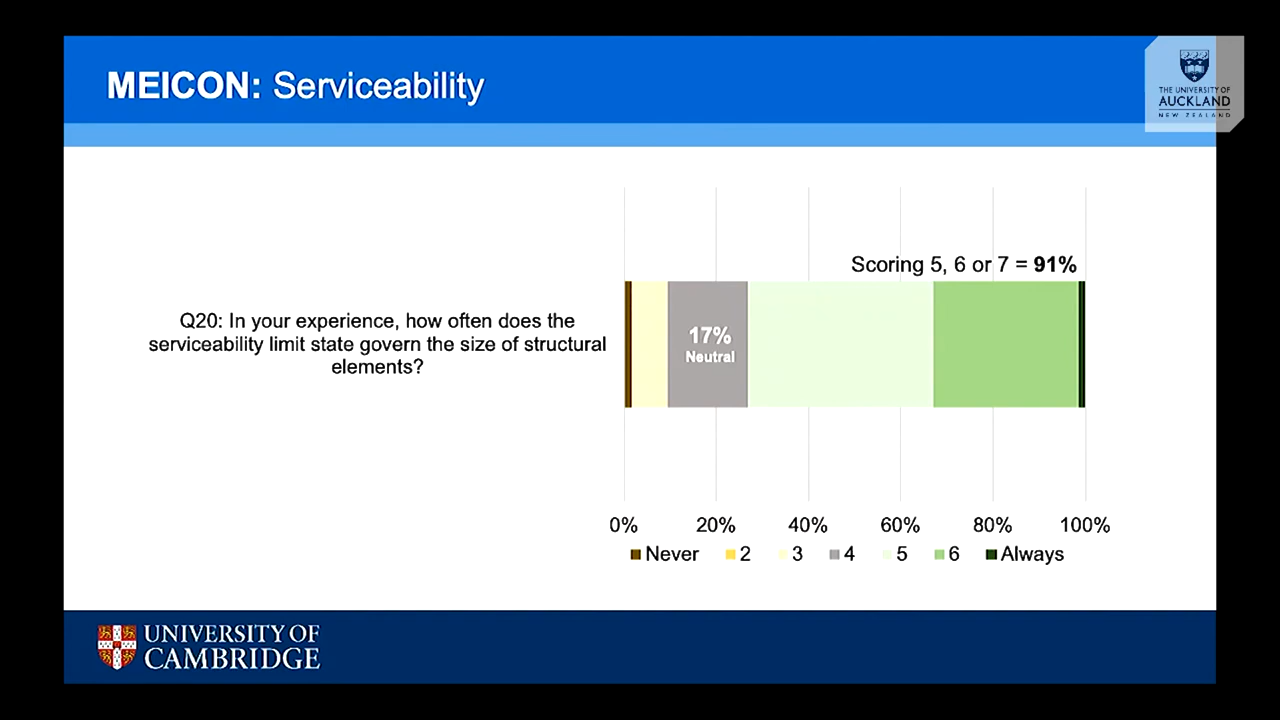 MEICON: Serviceability
THE UNIVERSITY OF
AUCKLAND
NEW ZEALAND
Scoring 5, 6 or 7 = 91%
Q20: In your experience, how often does the
serviceability limit state govern the size of structural
elements?
17%
Neutral
0% 20% 40% 60% 80% 100%
Never 2 3 4 5 6 Always
UNIVERSITY OF
CAMBRIDGE